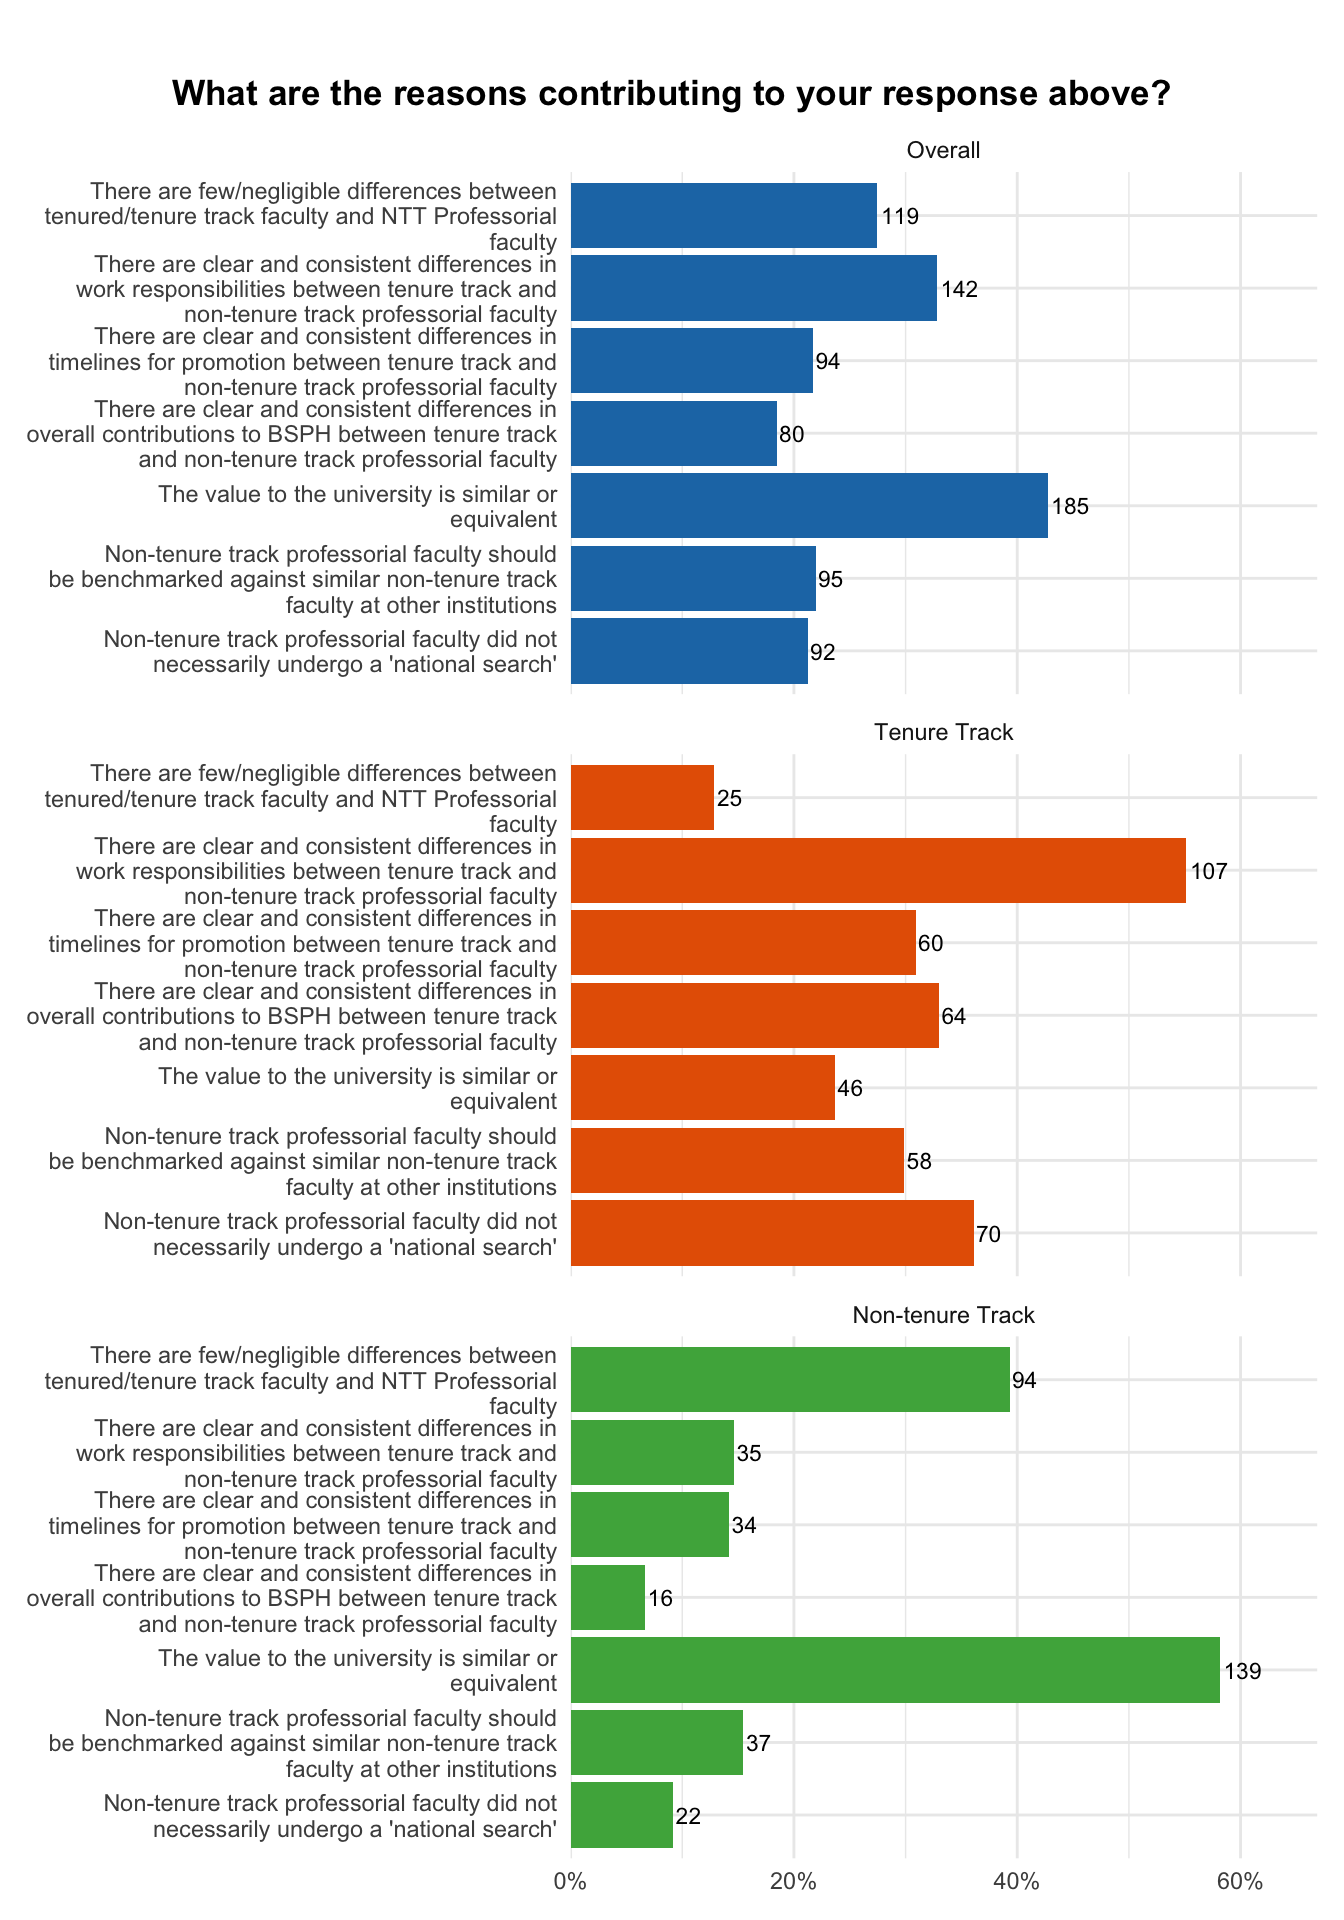 What are the reasons contributing to your response above?
Overall
There are few/negligible differences between
tenured/tenure track faculty and NTT Professorial
faculty
119
There are clear and consistent differences in
work responsibilities between tenure track and
non-tenure track professorial faculty
142
There are clear and consistent differences in
timelines for promotion between tenure track and
non-tenure track professorial faculty
94
There are clear and consistent differences in
overall contributions to BSPH between tenure track
and non-tenure track professorial faculty
80
The value to the university is similar or
equivalent
185
Non-tenure track professorial faculty should
be benchmarked against similar non-tenure track
faculty at other institutions
95
Non-tenure track professorial faculty did not
necessarily undergo a 'national search'
92
Tenure Track
There are few/negligible differences between
tenured/tenure track faculty and NTT Professorial
faculty
25
There are clear and consistent differences in
work responsibilities between tenure track and
non-tenure track professorial faculty
107
There are clear and consistent differences in
timelines for promotion between tenure track and
non-tenure track professorial faculty
60
There are clear and consistent differences in
overall contributions to BSPH between tenure track
and non-tenure track professorial faculty
64
The value to the university is similar or
equivalent
46
Non-tenure track professorial faculty should
be benchmarked against similar non-tenure track
faculty at other institutions
58
Non-tenure track professorial faculty did not
necessarily undergo a 'national search'
70
Non-tenure Track
There are few/negligible differences between
tenured/tenure track faculty and NTT Professorial
faculty
94
There are clear and consistent differences in
work responsibilities between tenure track and
non-tenure track professorial faculty
35
There are clear and consistent differences in
timelines for promotion between tenure track and
non-tenure track professorial faculty
34
There are clear and consistent differences in
overall contributions to BSPH between tenure track
and non-tenure track professorial faculty
16
The value to the university is similar or
equivalent
139
Non-tenure track professorial faculty should
be benchmarked against similar non-tenure track
faculty at other institutions
37
Non-tenure track professorial faculty did not
necessarily undergo a 'national search'
22
0% 20% 40% 60%